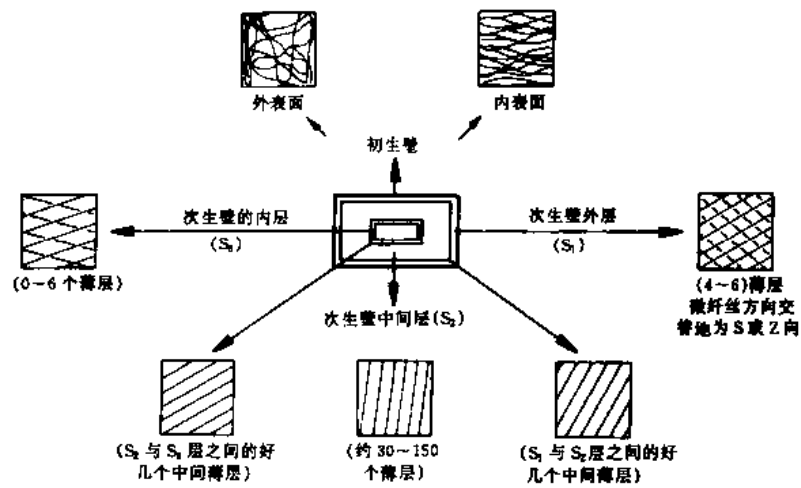 外表面
内表面
初生壁
次生壁的内层
(S₃)
(0～6个薄层)
次生壁外层
(S₁)
(4～6)薄层
微纤丝方向交
替地为S或Z向
次生壁中间层(S₂)
(S₂与S₃层之间的好
几个中间薄层)
(约30～150
个薄层)
(S₁与S₂层之间的好
几个中间薄层)